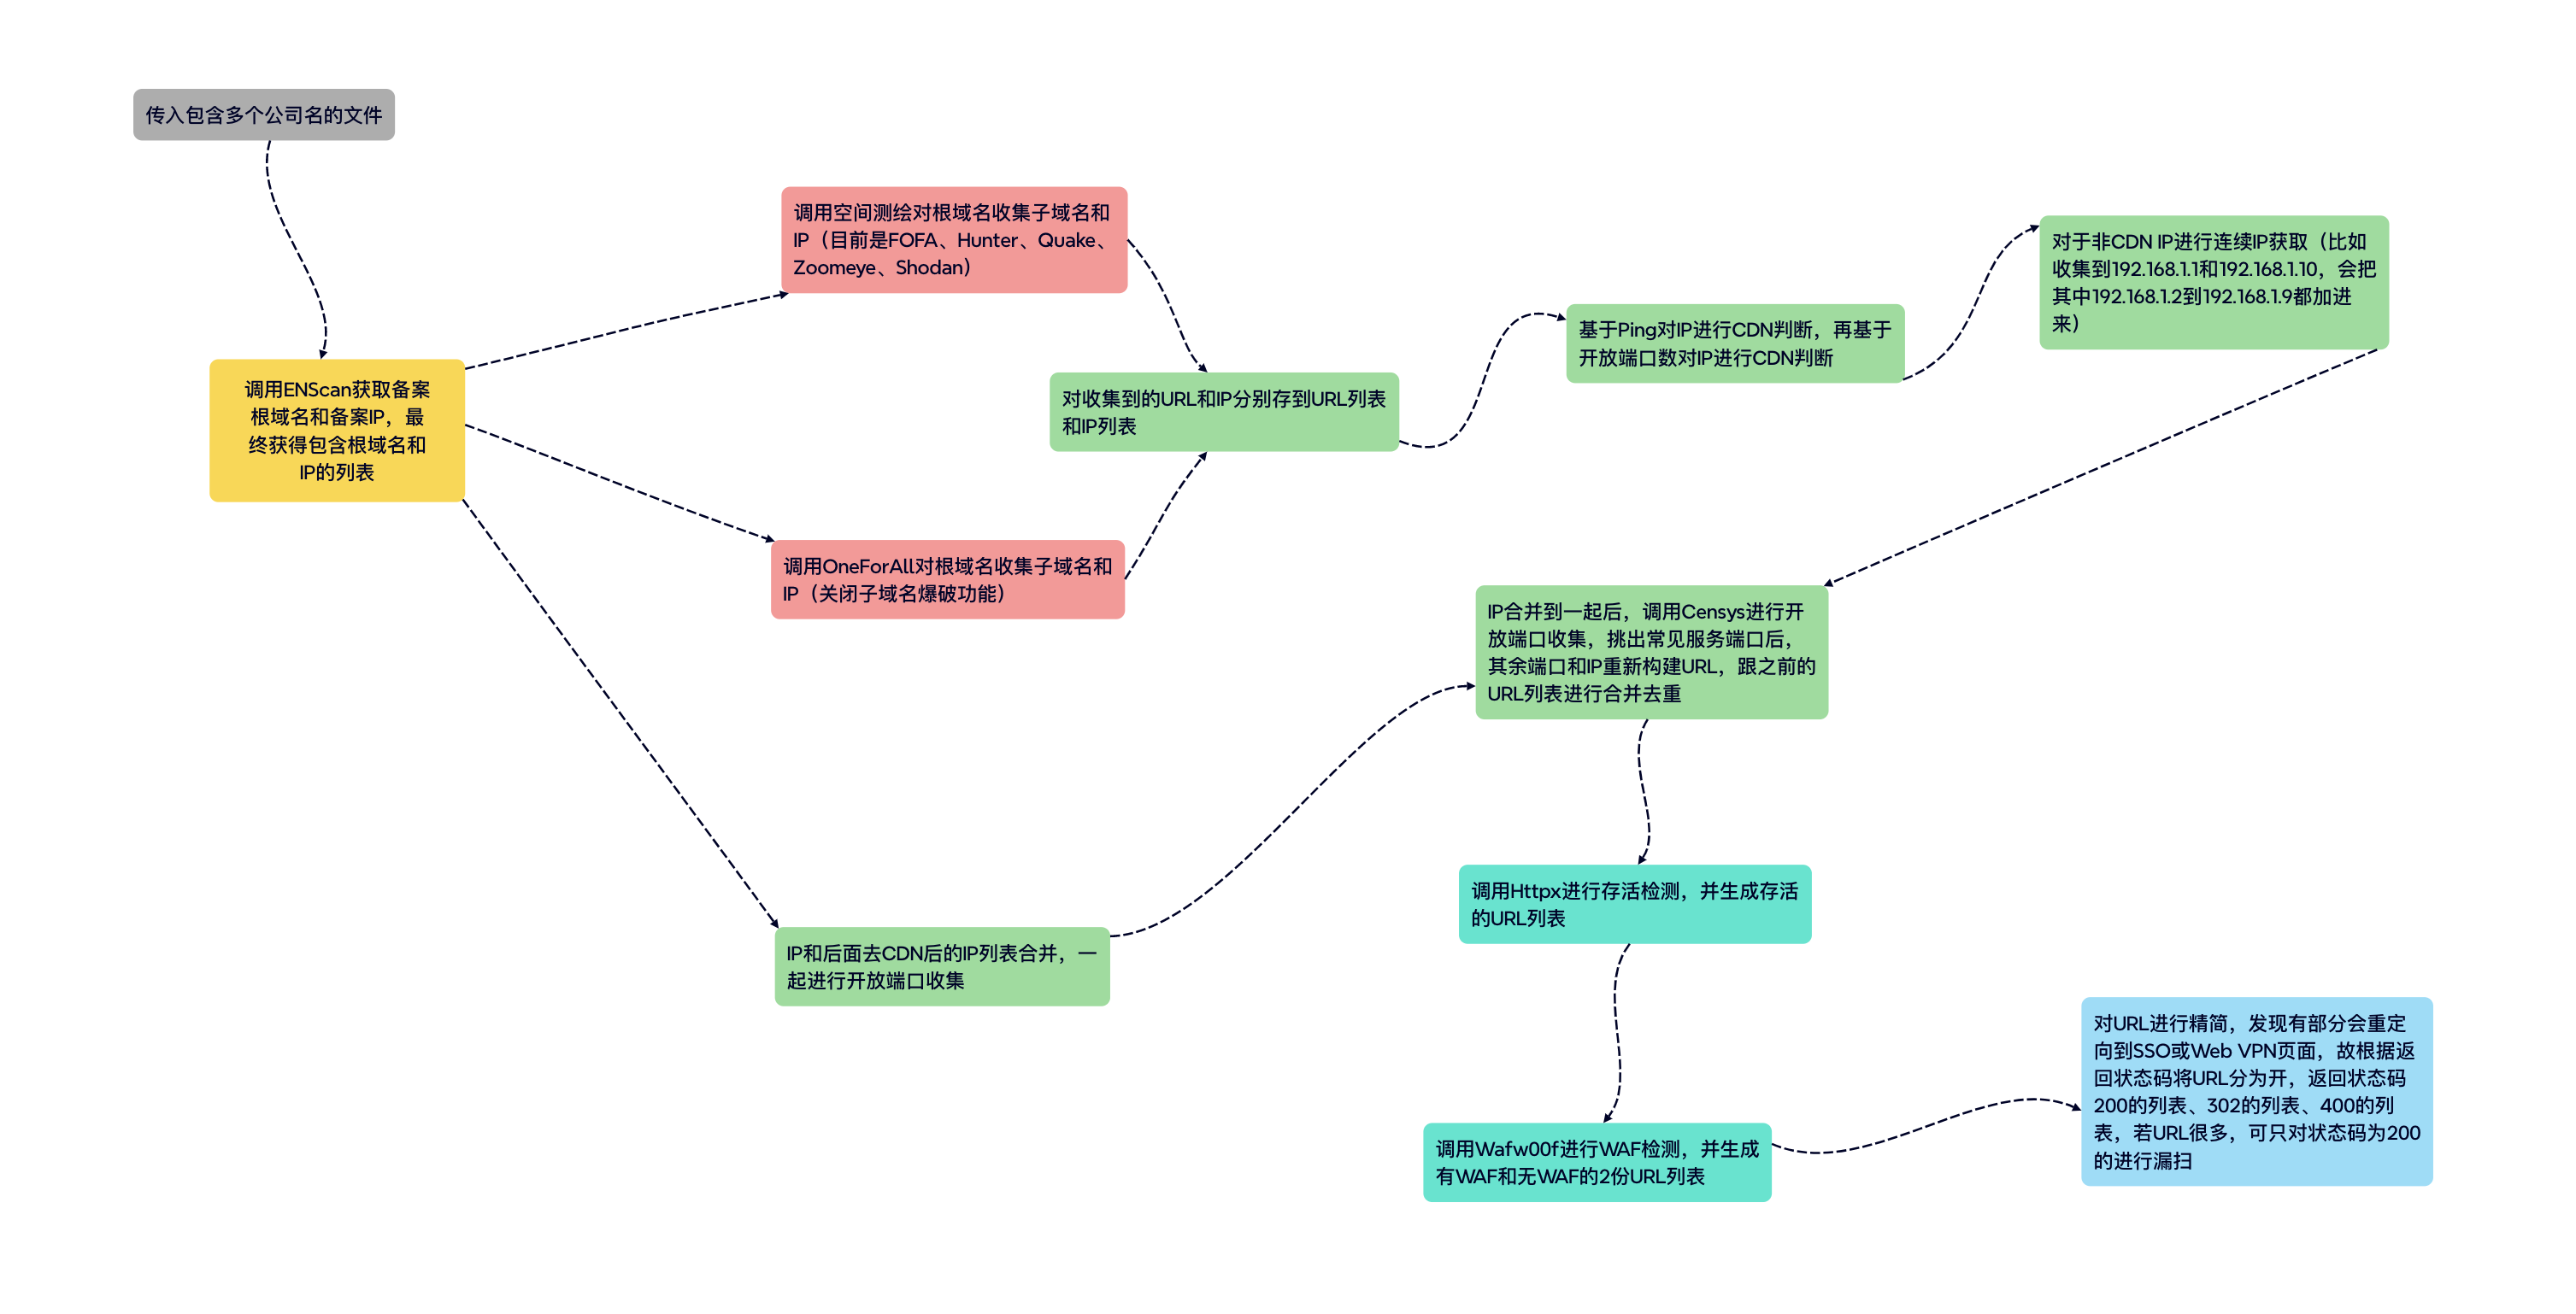 传入包含多个公司名的文件
调用ENScan获取备案
根域名和备案IP，最
终获得包含根域名和
IP的列表
调用空间测绘对根域名收集子域名和
IP（目前是FOFA、Hunter、Quake、
Zoomeye、Shodan）
调用OneForAll对根域名收集子域名和
IP（关闭子域名爆破功能）
对收集到的URL和IP分别存到URL列表
和IP列表
基于Ping对IP进行CDN判断，再基于
开放端口数对IP进行CDN判断
对于非CDN IP进行连续IP获取（比如
收集到192.168.1.1和192.168.1.10，会把
其中192.168.1.2到192.168.1.9都加进
来）
IP和后面去CDN后的IP列表合并，一
起进行开放端口收集
IP合并到一起后，调用Censys进行开
放端口收集，挑出常见服务端口后，
其余端口和IP重新构建URL，跟之前的
URL列表进行合并去重
调用Httpx进行存活检测，并生成存活
的URL列表
调用Wafw00f进行WAF检测，并生成
有WAF和无WAF的2份URL列表
对URL进行精简，发现有部分会重定
向到SSO或Web VPN页面，故根据返
回状态码将URL分为开，返回状态码
200的列表、302的列表、400的列
表，若URL很多，可只对状态码为200
的进行漏扫